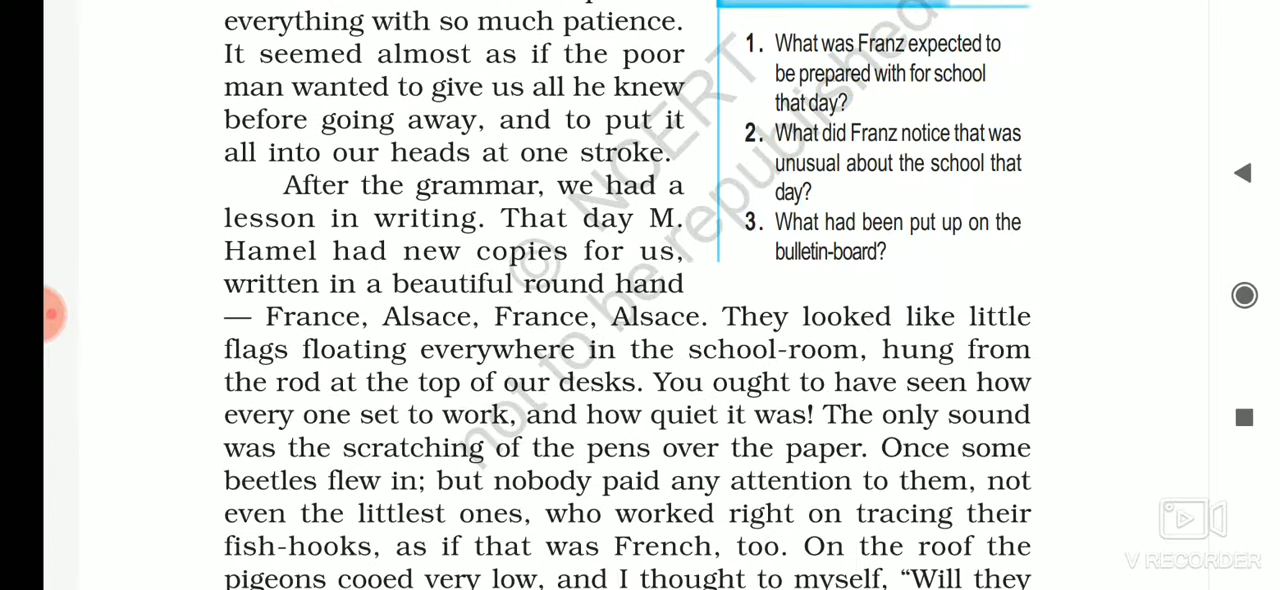 everything with so much patience.
It seemed almost as if the poor
man wanted to give us all he knew
before going away, and to put it
all into our heads at one stroke.
After the grammar, we had a
lesson in writing. That day M.
Hamel had new copies for us,
written in a beautiful round hand
— France, Alsace, France, Alsace. They looked like little
flags floating everywhere in the school-room, hung from
the rod at the top of our desks. You ought to have seen how
every one set to work, and how quiet it was! The only sound
was the scratching of the pens over the paper. Once some
beetles flew in; but nobody paid any attention to them, not
even the littlest ones, who worked right on tracing their
fish-hooks, as if that was French, too. On the roof the
pigeons cooed very low, and I thought to myself, “Will they
1. What was Franz expected to
be prepared with for school
that day?
2. What did Franz notice that was
unusual about the school that
day?
3. What had been put up on the
bulletin-board?
© NCERT
not to be republished
V RECORDER